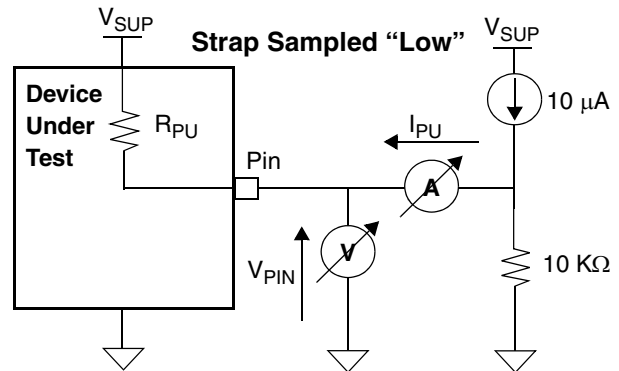 V_SUP
Strap Sampled “Low”
V_SUP
Device
Under
Test
R_PU
10 μA
I_PU
Pin
A
V
V_PIN
10 KΩ